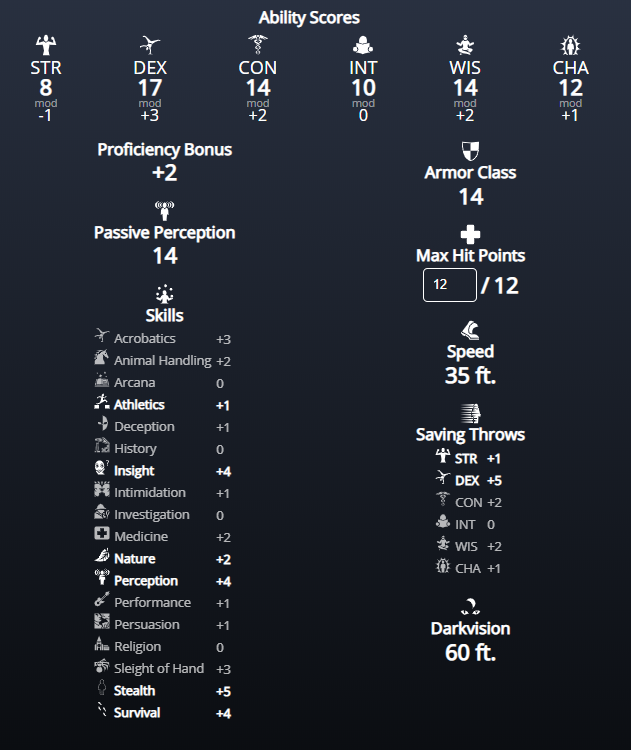 Ability Scores
STR DEX CON INT WIS CHA
8 17 14 10 14 12
mod mod mod mod mod mod
-1 +3 +2 0 +2 +1
Proficiency Bonus
+2
Passive Perception
14
Skills
Acrobatics +3
Animal Handling +2
Arcana 0
Athletics +1
Deception +1
History 0
Insight +4
Intimidation +1
Investigation 0
Medicine +2
Nature +2
Perception +4
Performance +1
Persuasion +1
Religion 0
Sleight of Hand +3
Stealth +5
Survival +4
Armor Class
14
Max Hit Points
12 / 12
Speed
35 ft.
Saving Throws
STR +1
DEX +5
CON +2
INT 0
WIS +2
CHA +1
Darkvision
60 ft.